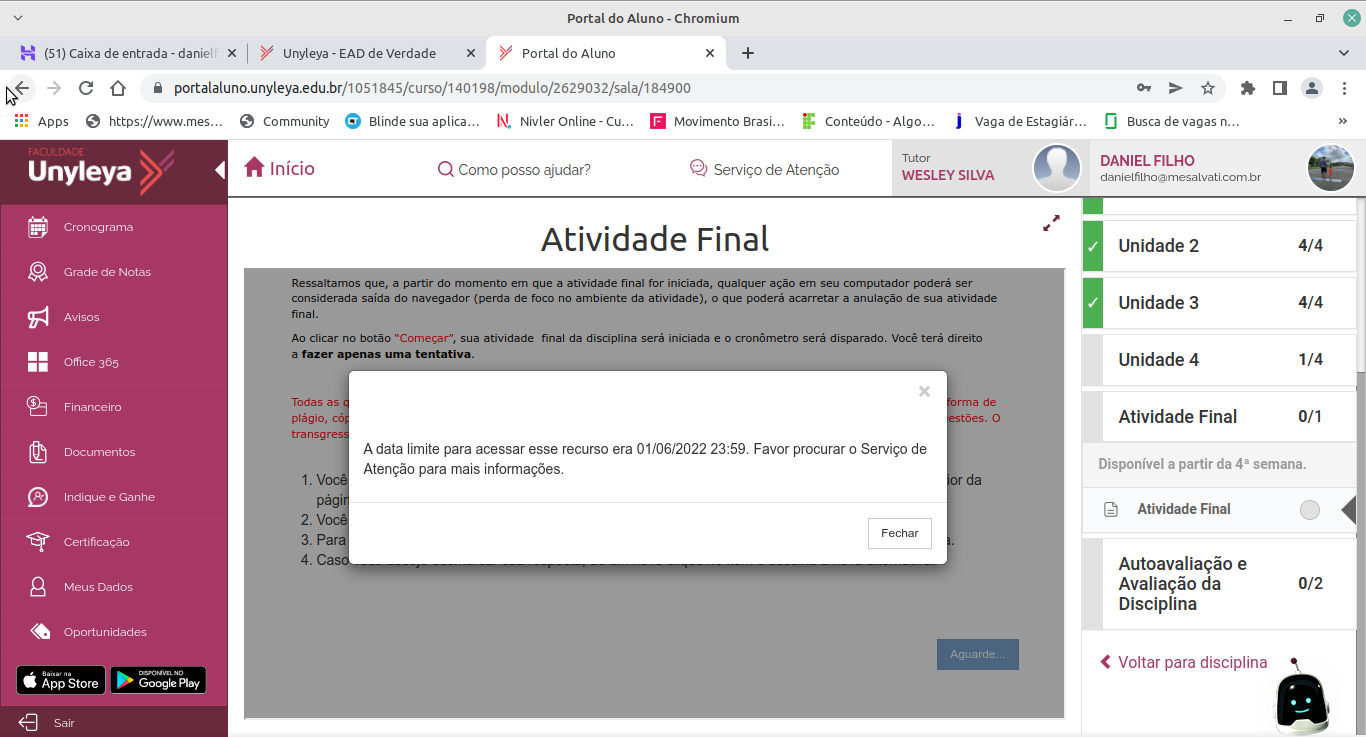 Portal do Aluno - Chromium
(51) Caixa de entrada - danielf
Unyleya - EAD de Verdade
Portal do Aluno
portalaluno.unyleya.edu.br/1051845/curso/140198/modulo/2629032/sala/184900
Apps
https://www.mes...
Community
Blinde sua aplica...
Nivler Online - Cu...
Movimento Brasi...
Conteúdo - Algo...
Vaga de Estagiár...
Busca de vagas n...
»
FACULDADE
Unyleya
Início
Como posso ajudar?
Serviço de Atenção
Tutor
WESLEY SILVA
DANIEL FILHO
danielfilho@mesalvati.com.br
Cronograma
Grade de Notas
Avisos
Office 365
Financeiro
Documentos
Indique e Ganhe
Certificação
Meus Dados
Oportunidades
Baixar na
App Store
DISPONÍVEL NO
Google Play
Sair
Atividade Final
Ressaltamos que, a partir do momento em que a atividade final for iniciada, qualquer ação em seu computador poderá ser
considerada saída do navegador (perda de foco no ambiente da atividade), o que poderá acarretar a anulação de sua atividade
final.
Ao clicar no botão "Começar", sua atividade final da disciplina será iniciada e o cronômetro será disparado. Você terá direito
a fazer apenas uma tentativa.
Todas as q
forma de
plágio, cóp
estões. O
transgress
1. Você
ior da
págin
2. Você
3. Para
a.
4. Caso
A data limite para acessar esse recurso era 01/06/2022 23:59. Favor procurar o Serviço de
Atenção para mais informações.
Fechar
Aguarde...
Unidade 2 4/4
Unidade 3 4/4
Unidade 4 1/4
Atividade Final 0/1
Disponível a partir da 4ª semana.
Atividade Final
Autoavaliação e
Avaliação da
Disciplina
0/2
Voltar para disciplina